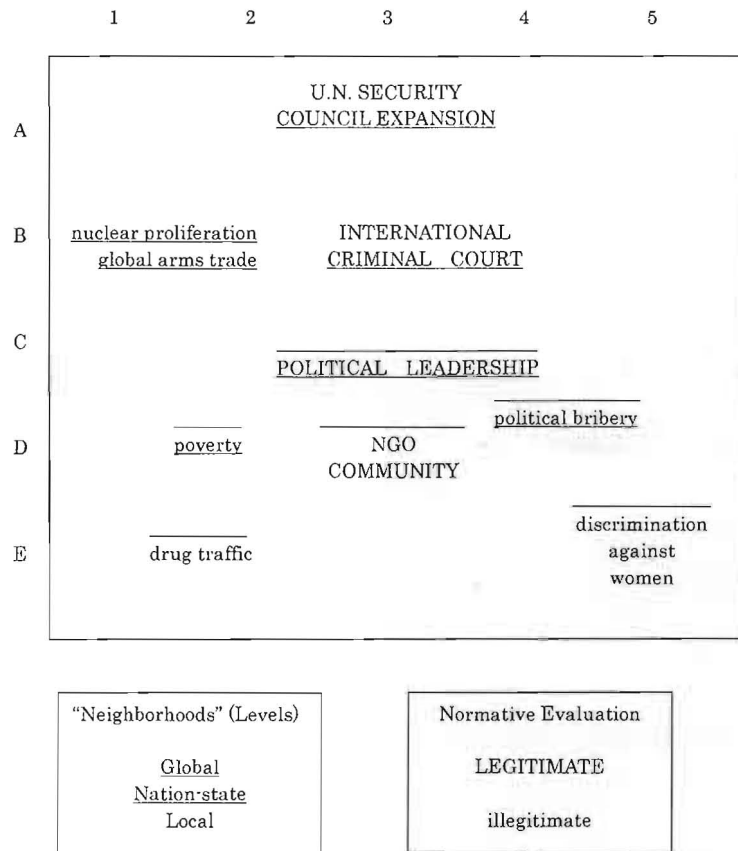 1 2 3 4 5
U.N. SECURITY
A COUNCIL EXPANSION
B nuclear proliferation INTERNATIONAL
global arms trade CRIMINAL COURT
C
POLITICAL LEADERSHIP
political bribery
D poverty NGO
COMMUNITY
discrimination
E drug traffic against
women
"Neighborhoods" (Levels)
Global
Nation-state
Local
Normative Evaluation
LEGITIMATE
illegitimate